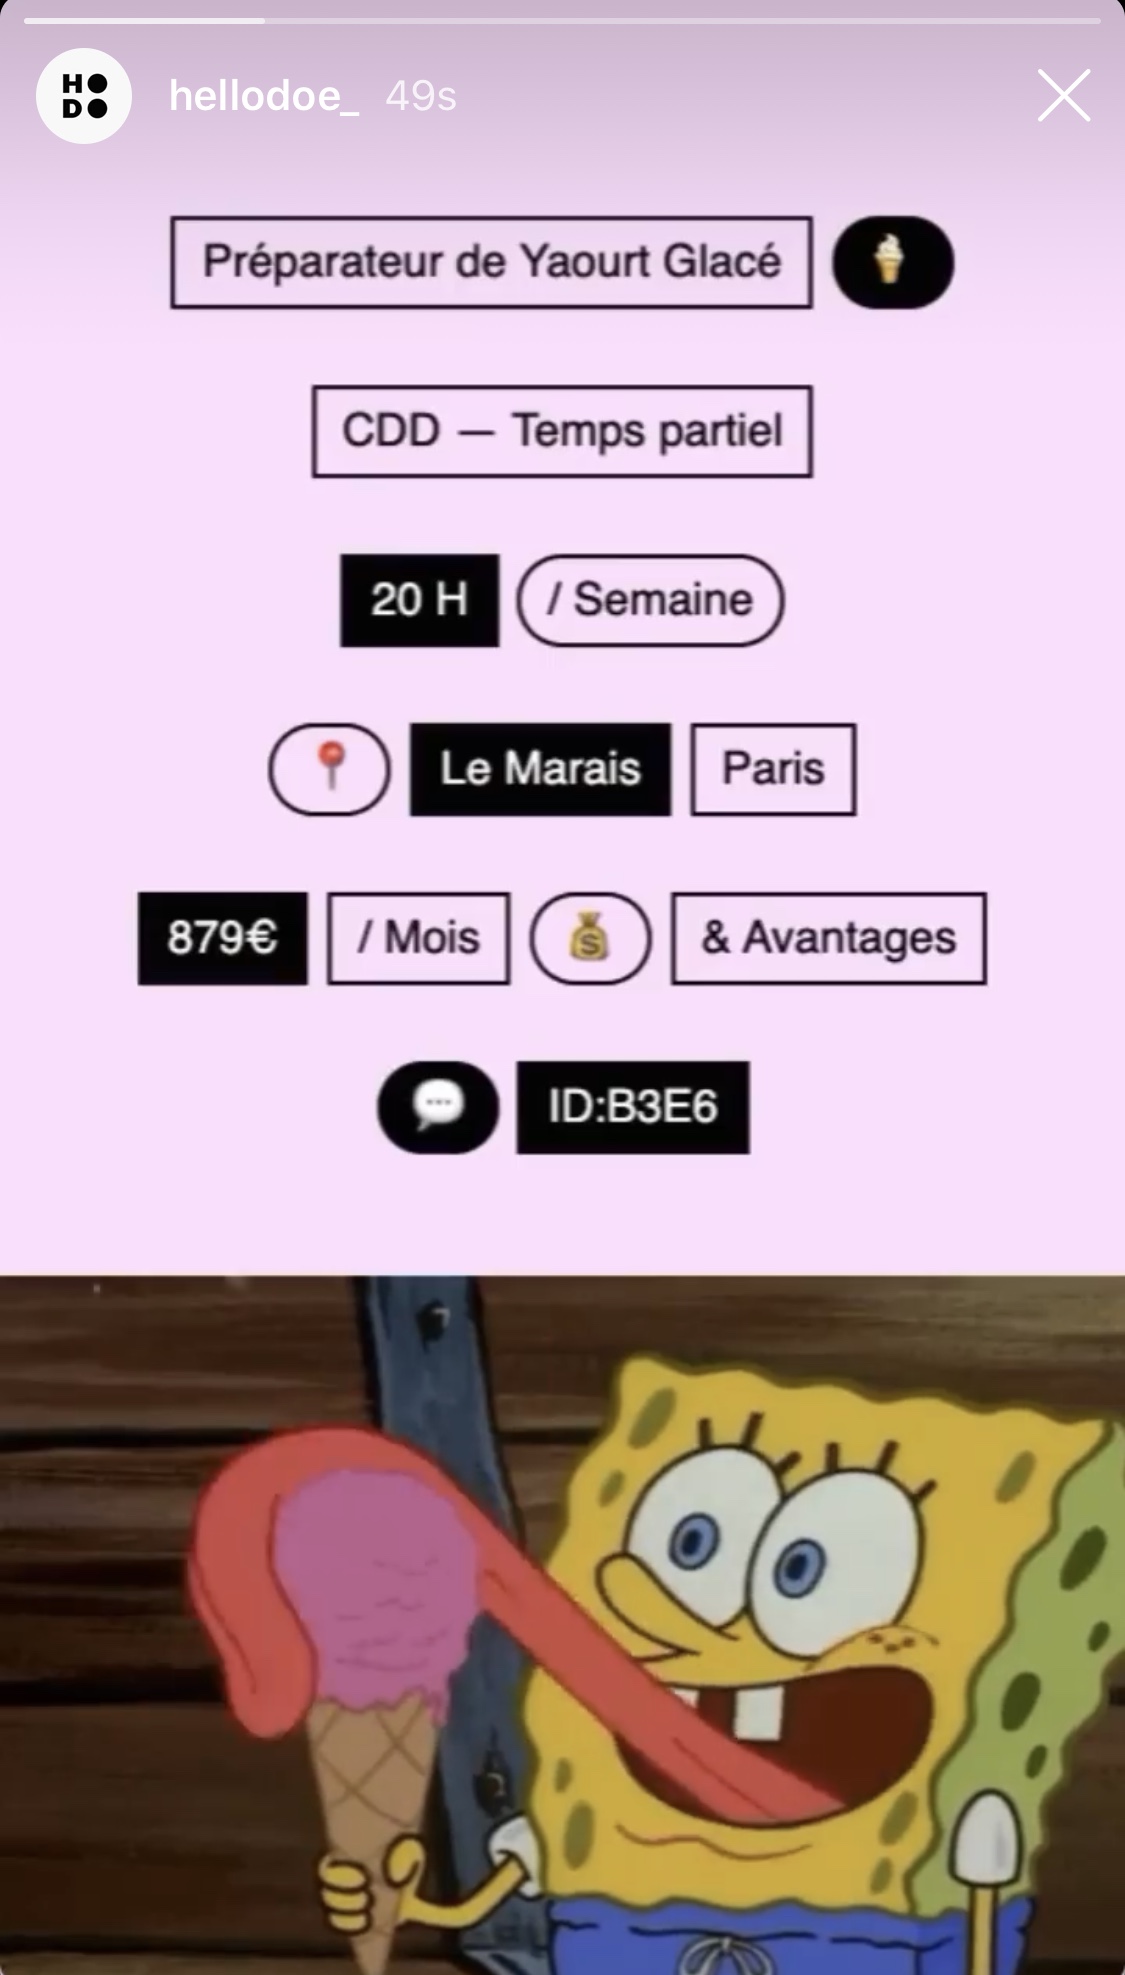 HODO
hellodoe_ 49s
Préparateur de Yaourt Glacé
CDD — Temps partiel
20 H / Semaine
Le Marais Paris
879€ / Mois & Avantages
ID:B3E6